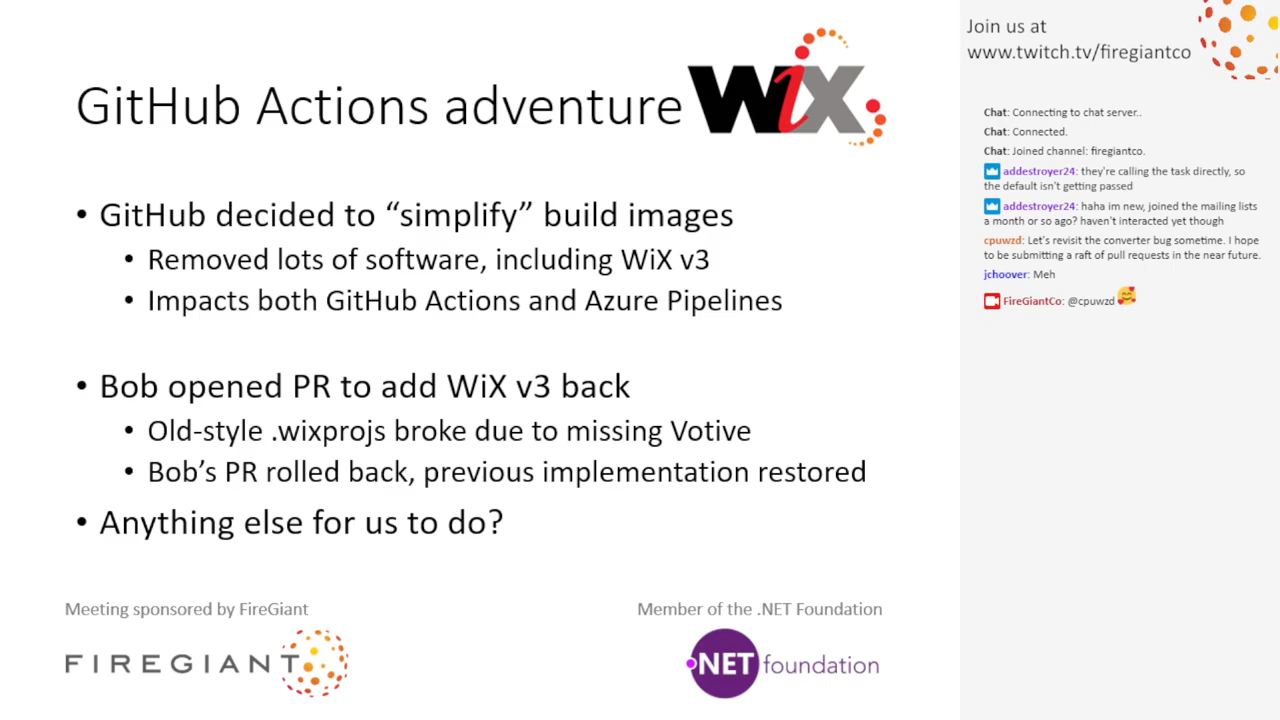 GitHub Actions adventure
WiX
• GitHub decided to “simplify” build images
• Removed lots of software, including WiX v3
• Impacts both GitHub Actions and Azure Pipelines
• Bob opened PR to add WiX v3 back
• Old-style .wixprojs broke due to missing Votive
• Bob’s PR rolled back, previous implementation restored
• Anything else for us to do?
Meeting sponsored by FireGiant
FIREGIANT
Member of the .NET Foundation
.NET foundation
Join us at
www.twitch.tv/firegiantco
Chat: Connecting to chat server..
Chat: Connected.
Chat: Joined channel: firegiantco.
addestroyer24: they're calling the task directly, so
the default isn't getting passed
addestroyer24: haha im new, joined the mailing lists
a month or so ago? haven't interacted yet though
cpuwzd: Let's revisit the converter bug sometime. I hope
to be submitting a raft of pull requests in the near future.
jchoover: Meh
FireGiantCo: @cpuwzd 🥰